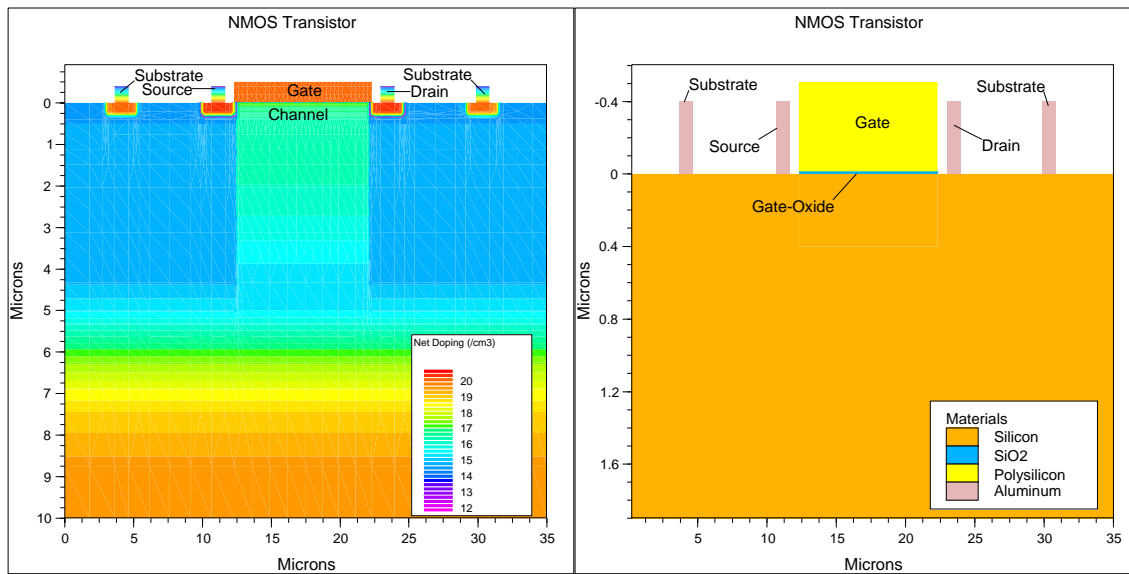 NMOS Transistor
Substrate
Source
Gate
Substrate
Drain
Channel
0
1
2
3
4
5
6
7
8
9
10
Microns
Net Doping (/cm3)
20
19
18
17
16
15
14
13
12
0 5 10 15 20 25 30 35
Microns
NMOS Transistor
Substrate
Source
Gate
Substrate
Drain
Gate-Oxide
-0.4
0
0.4
0.8
1.2
1.6
Microns
Materials
Silicon
SiO2
Polysilicon
Aluminum
5 10 15 20 25 30 35
Microns